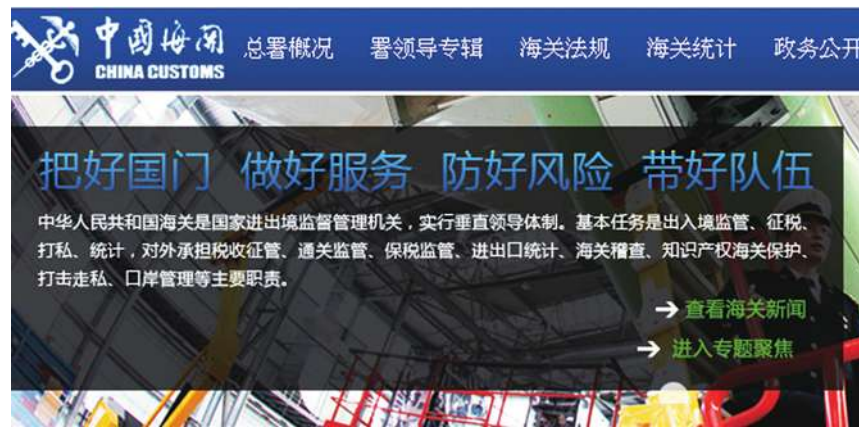 中國海关 总署概况 署领导专辑 海关法规 海关统计 政务公开
CHINA CUSTOMS
把好国门 做好服务 防好风险 带好队伍
中华人民共和国海关是国家进出境监督管理机关，实行垂直领导体制。基本任务是出入境监管、征税、
打私、统计，对外承担税收征管、通关监管、保税监管、进出口统计、海关稽查、知识产权海关保护、
打击走私、口岸管理等主要职责。
查看海关新闻
进入专题聚焦